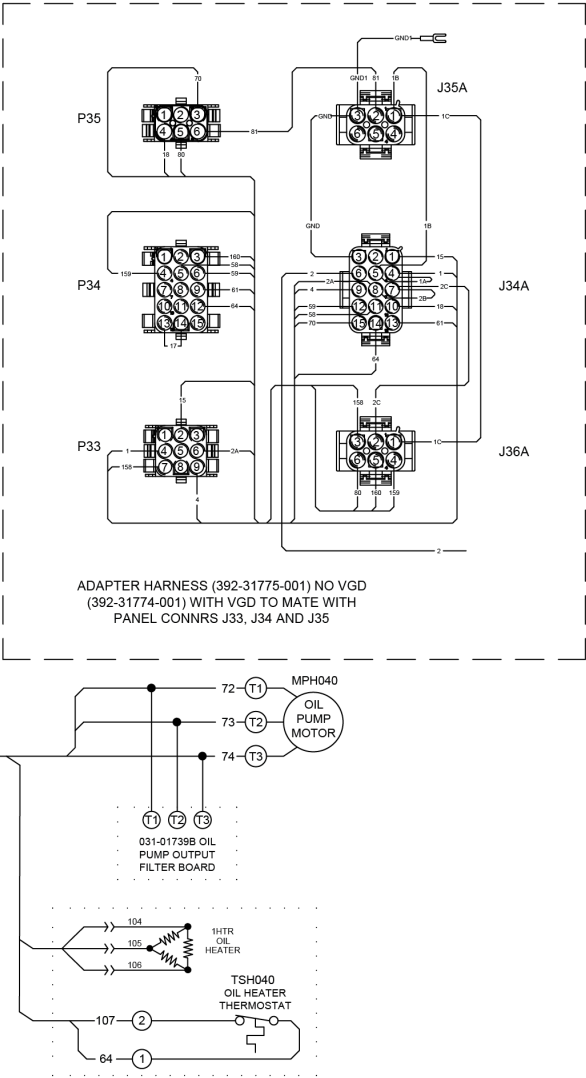 GND1
70
GND1 81 1B
J35A
P35
1 2 3
4 5 6
3 2 1
6 5 4
81
GND
1C
18 80
GND
1B
P34
1 2 3
4 5 6
7 8 9
10 11 12
13 14 15
160
58
59
159
61
64
17
3 2 1
6 5 4
9 8 7
12 11 10
15 14 13
15
2
1
2A
1A
2C
4
2B
J34A
59
58
70
18
61
64
15
158 2C
P33
1 2 3
4 5 6
7 8 9
1
2A
158
4
3 2 1
6 5 4
1C
J36A
80 160 159
2
ADAPTER HARNESS (392-31775-001) NO VGD
(392-31774-001) WITH VGD TO MATE WITH
PANEL CONNRS J33, J34 AND J35
MPH040
72 T1
73 T2
74 T3
OIL
PUMP
MOTOR
T1 T2 T3
031-01739B OIL
PUMP OUTPUT
FILTER BOARD
104
105
106
1HTR
OIL
HEATER
TSH040
OIL HEATER
THERMOSTAT
107 2
64 1